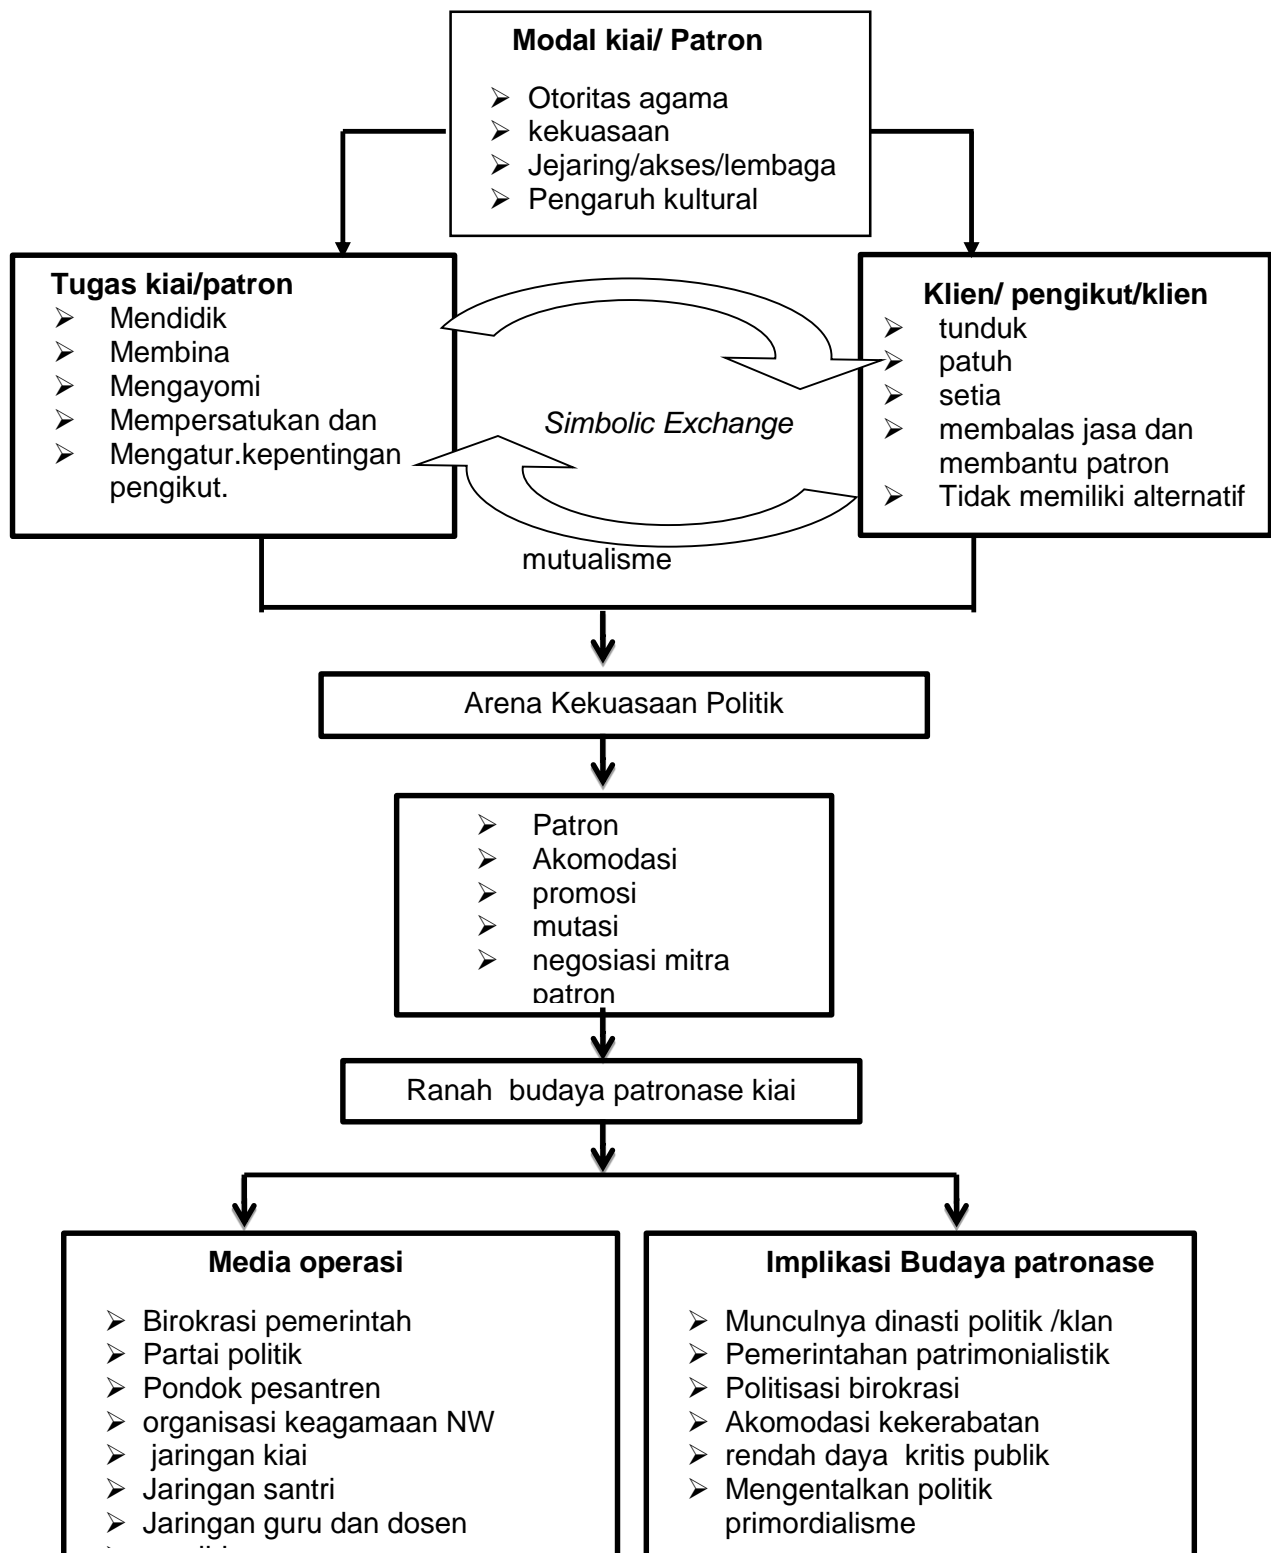 Modal kiai/ Patron
➢ Otoritas agama
➢ kekuasaan
➢ Jejaring/akses/lembaga
➢ Pengaruh kultural
Tugas kiai/patron
➢ Mendidik
➢ Membina
➢ Mengayomi
➢ Mempersatukan dan
➢ Mengatur.kepentingan
pengikut.
Simbolic Exchange
mutualisme
Klien/ pengikut/klien
➢ tunduk
➢ patuh
➢ setia
➢ membalas jasa dan
membantu patron
➢ Tidak memiliki alternatif
Arena Kekuasaan Politik
➢ Patron
➢ Akomodasi
➢ promosi
➢ mutasi
➢ negosiasi mitra
patron
Ranah budaya patronase kiai
Media operasi
➢ Birokrasi pemerintah
➢ Partai politik
➢ Pondok pesantren
➢ organisasi keagamaan NW
➢ jaringan kiai
➢ Jaringan santri
➢ Jaringan guru dan dosen
Implikasi Budaya patronase
➢ Munculnya dinasti politik /klan
➢ Pemerintahan patrimonialistik
➢ Politisasi birokrasi
➢ Akomodasi kekerabatan
➢ rendah daya kritis publik
➢ Mengentalkan politik
primordialisme